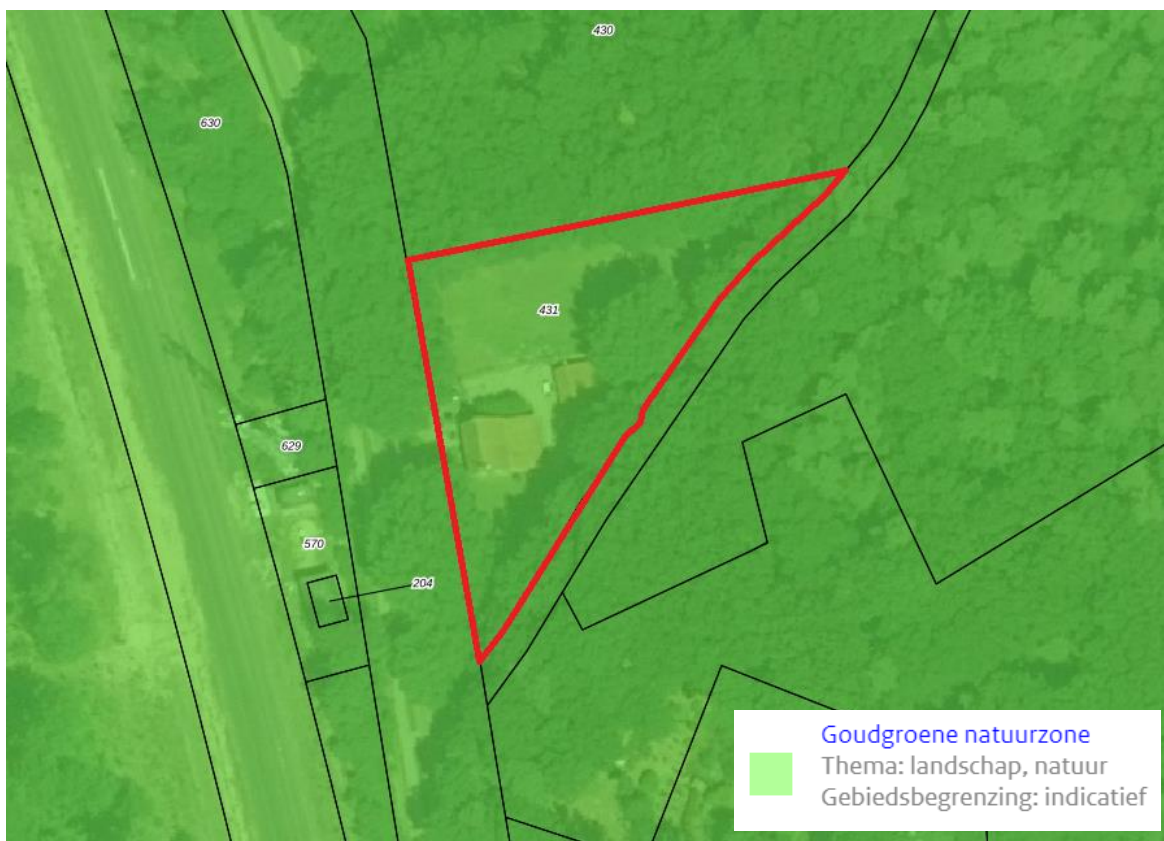 430
630
431
629
570
204
Goudgroene natuurzone
Thema: landschap, natuur
Gebiedsbegrenzing: indicatief